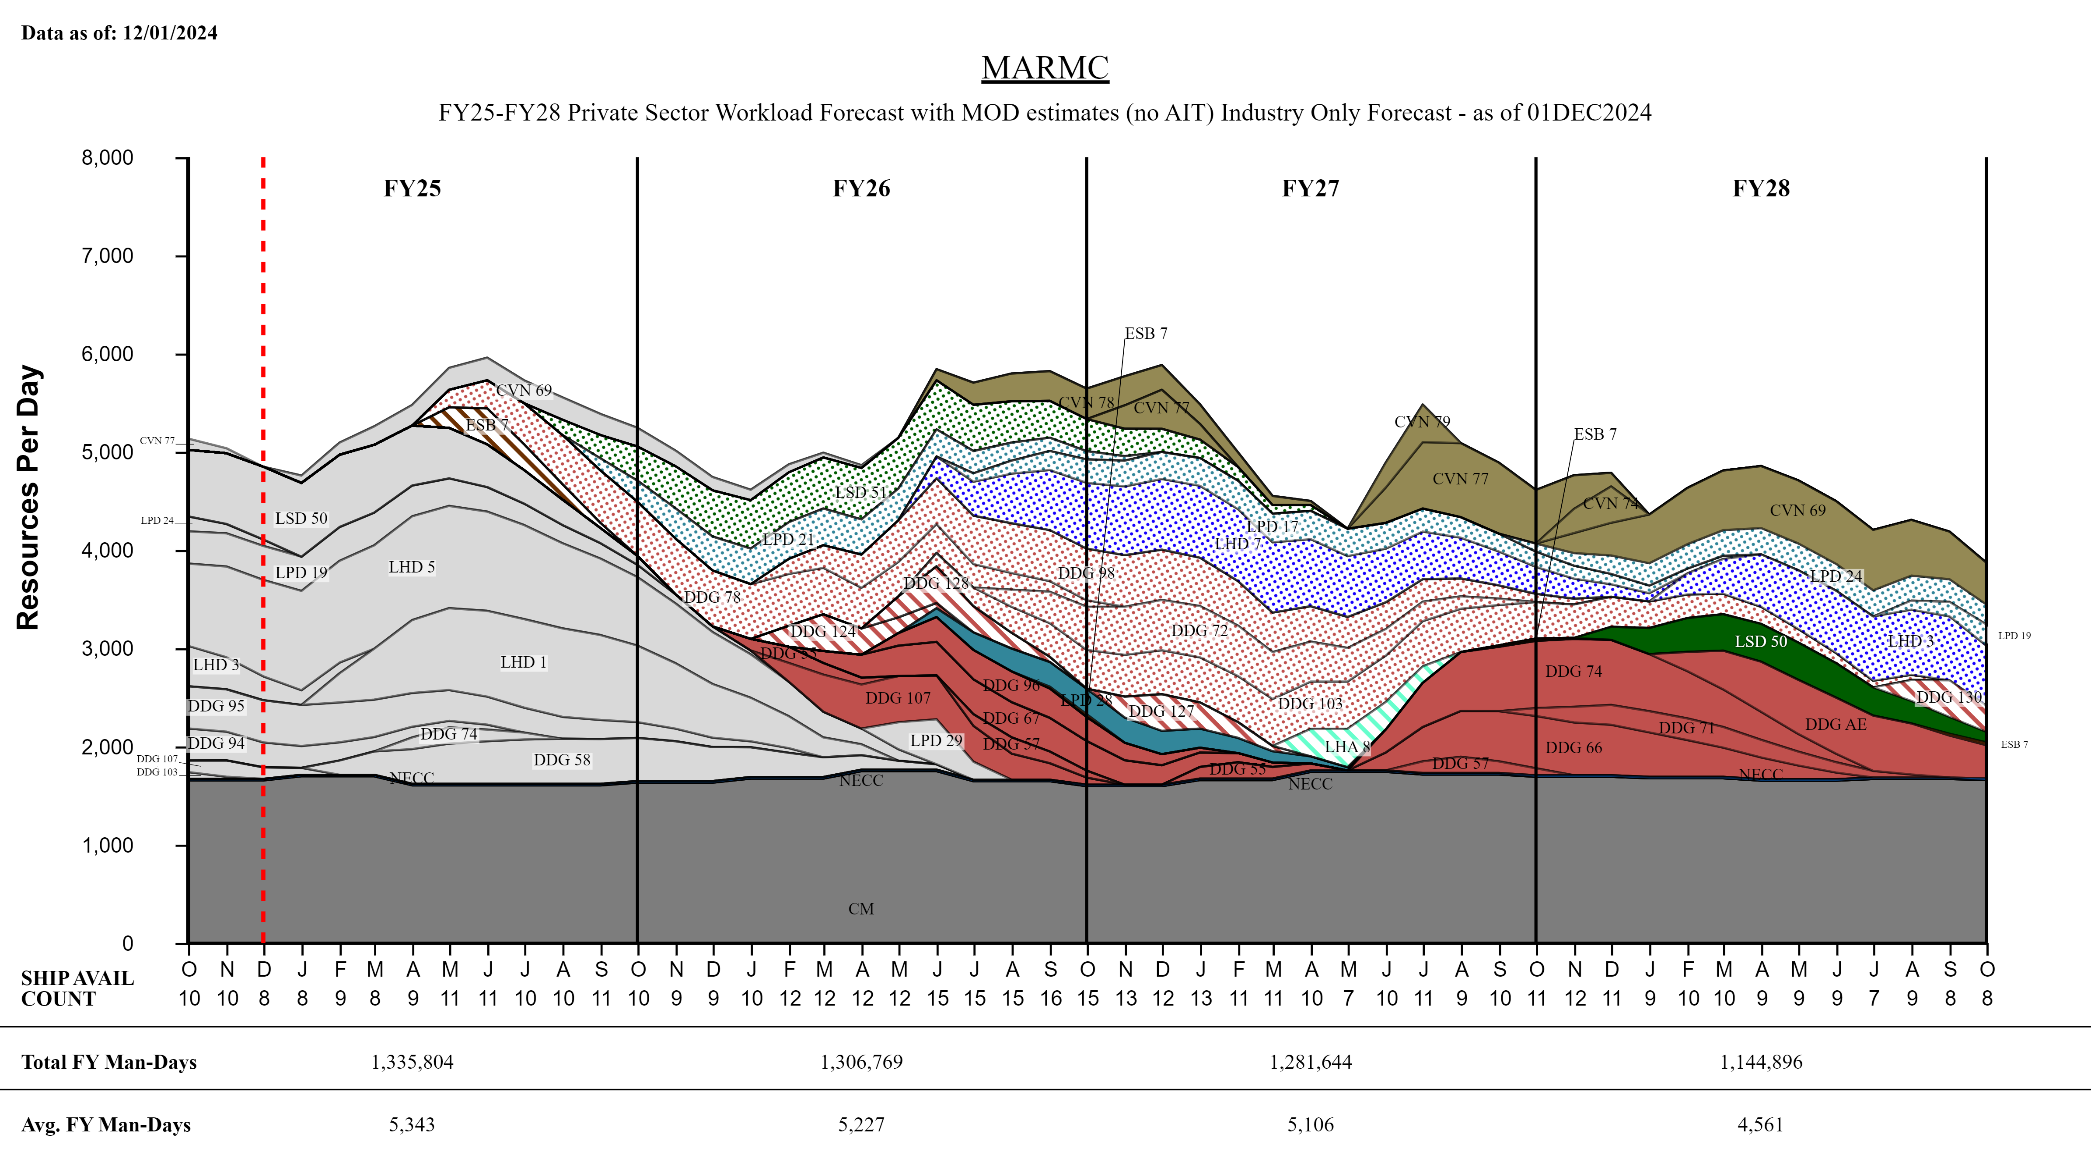 Data as of: 12/01/2024
MARMC
FY25-FY28 Private Sector Workload Forecast with MOD estimates (no AIT) Industry Only Forecast - as of 01DEC2024
8,000
FY25 FY26 FY27 FY28
7,000
6,000
5,000
4,000
3,000
2,000
1,000
0
Resources Per Day
ESB 7
CVN 69
CVN 78
CVN 77
CVN 79
ESB 7
ESB 7
CVN 77
CVN 77
LSD 51
CVN 74
CVN 69
LPD 24
LSD 50
LPD 17
LPD 21
LHD 7
LPD 19
LHD 5
DDG 98
LPD 24
DDG 128
DDG 78
DDG 124
DDG 72
LPD 19
LHD 3
LHD 1
DDG 55
LSD 50
LHD 3
DDG 74
DDG 96
DDG 107
LPD 28
DDG 130
DDG 95
DDG 127
DDG 103
DDG 67
DDG 71
DDG AE
DDG 94
DDG 74
LPD 29
DDG 57
LHA 8
DDG 66
ESB 7
DDG 107
DDG 58
DDG 55
DDG 57
DDG 103
NECC
NECC
NECC
NECC
CM
O N D J F M A M J J A S O N D J F M A M J J A S O N D J F M A M J J A S O N D J F M A M J J A S O
SHIP AVAIL
COUNT
10 10 8 8 9 8 9 11 11 10 10 11 10 9 9 10 12 12 12 12 15 15 15 16 15 13 12 13 11 11 10 7 10 11 9 10 11 12 11 9 10 10 9 9 9 7 9 8 8
Total FY Man-Days 1,335,804 1,306,769 1,281,644 1,144,896
Avg. FY Man-Days 5,343 5,227 5,106 4,561